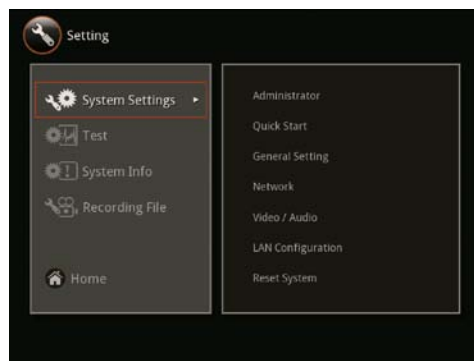 Setting
System Settings
Test
System Info
Recording File
Home
Administrator
Quick Start
General Setting
Network
Video / Audio
LAN Configuration
Reset System